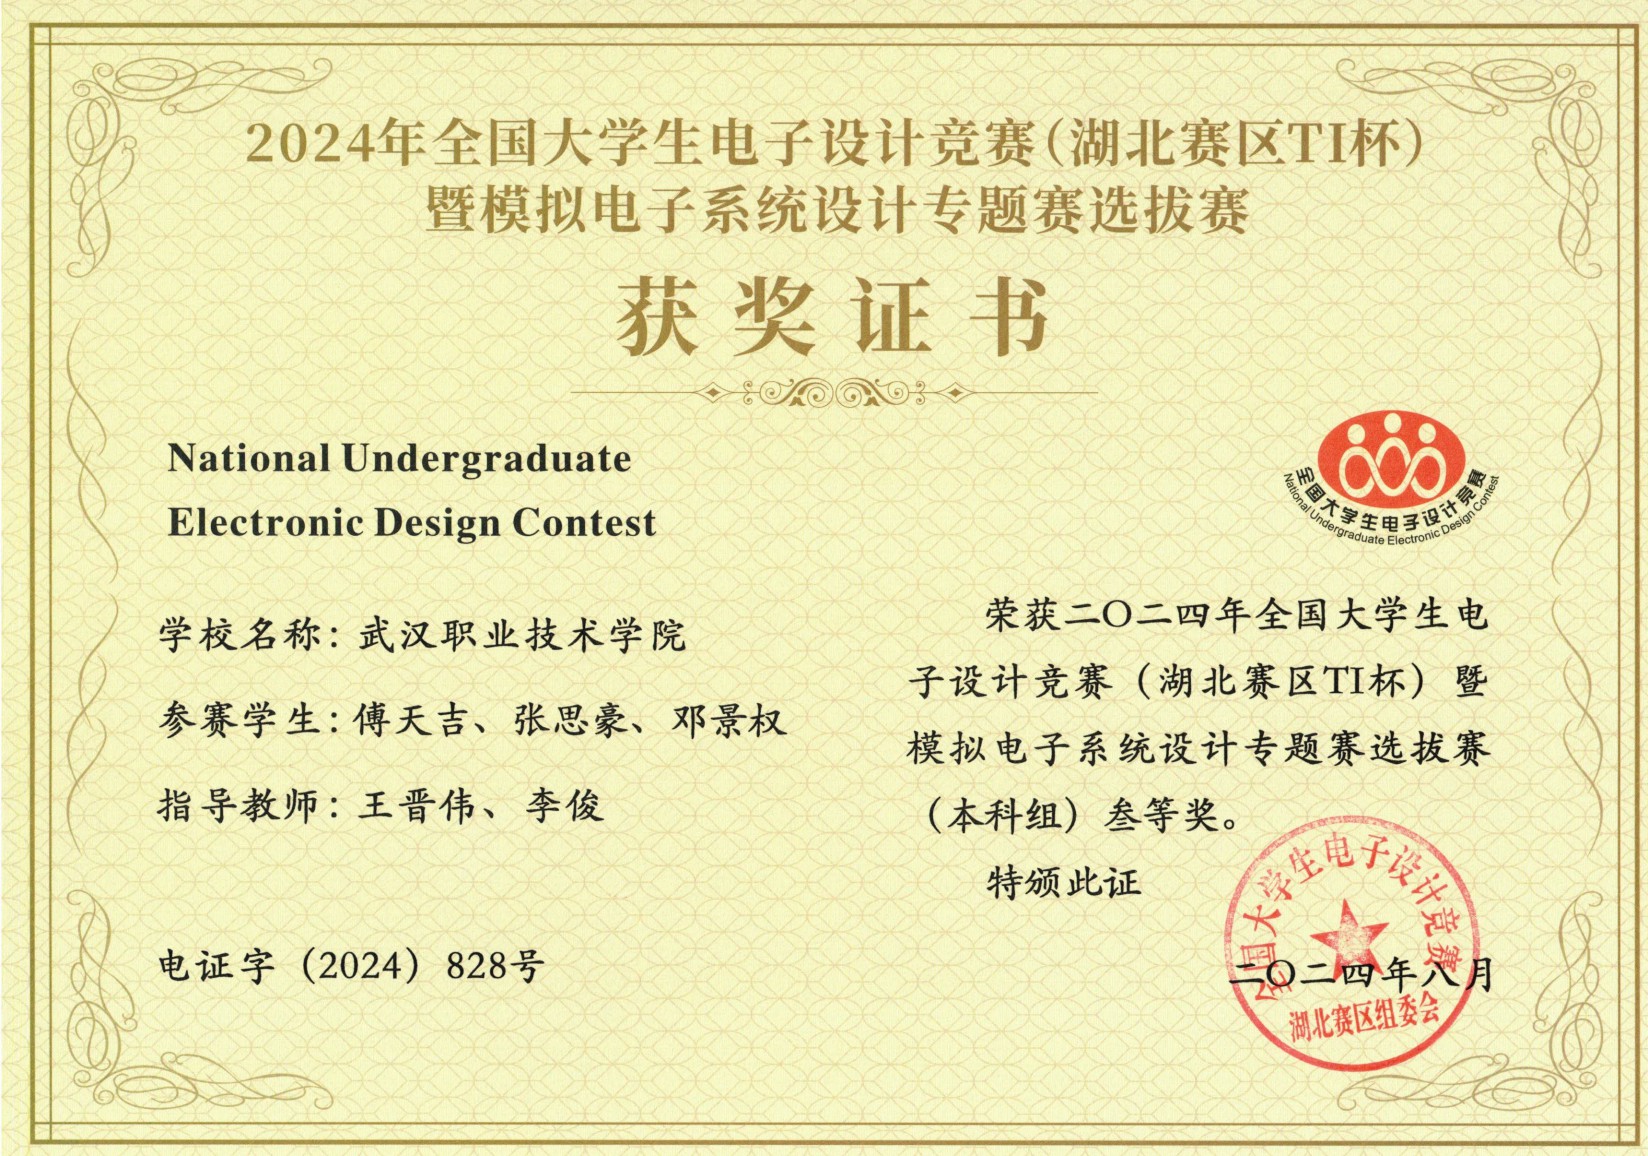 2024年全国大学生电子设计竞赛（湖北赛区TI杯）
暨模拟电子系统设计专题赛选拔赛
获奖证书
National Undergraduate
Electronic Design Contest
全国大学生电子设计竞赛
National Undergraduate Electronic Design Contest
学校名称：武汉职业技术学院
参赛学生：傅天吉、张思豪、邓景权
指导教师：王晋伟、李俊
电证字（2024）828号
荣获二〇二四年全国大学生电
子设计竞赛（湖北赛区TI杯）暨
模拟电子系统设计专题赛选拔赛
（本科组）叁等奖。
特颁此证
二〇二四年八月
全国大学生电子设计竞赛
湖北赛区组委会